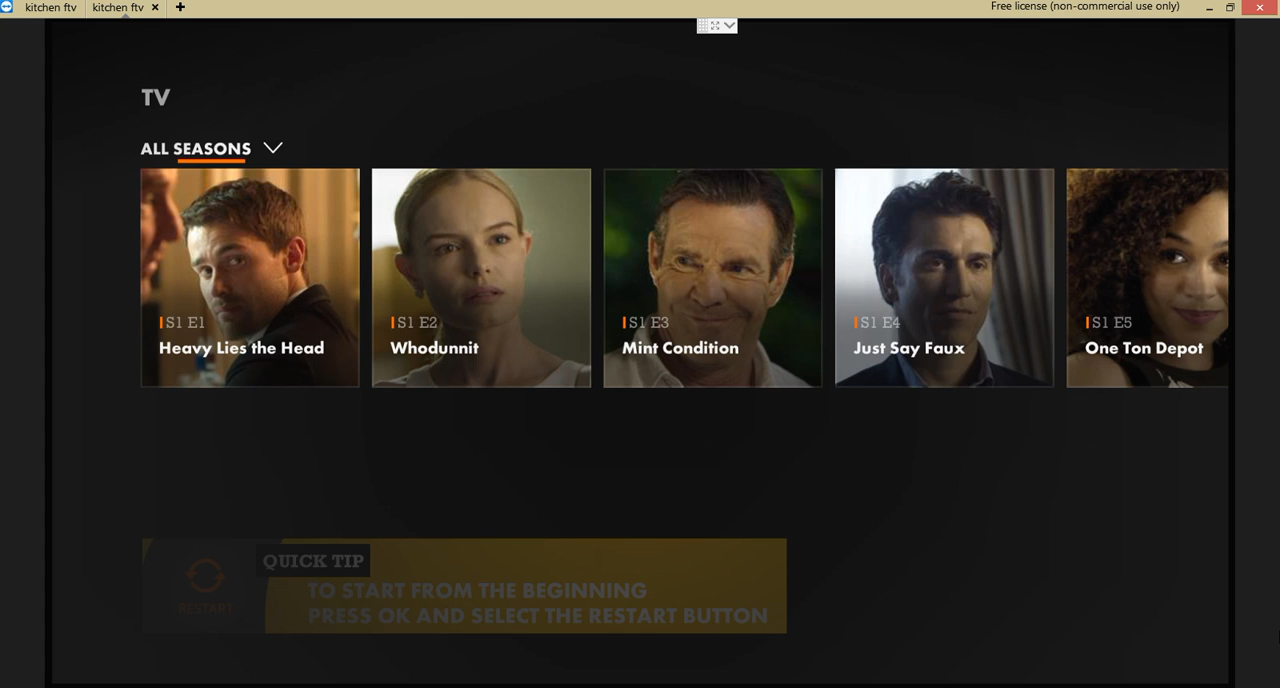 kitchen ftv
kitchen ftv
Free license (non-commercial use only)
TV
ALL SEASONS
S1 E1
Heavy Lies the Head
S1 E2
Whodunnit
S1 E3
Mint Condition
S1 E4
Just Say Faux
S1 E5
One Ton Depot
QUICK TIP
RESTART
TO START FROM THE BEGINNING
PRESS OK AND SELECT THE RESTART BUTTON